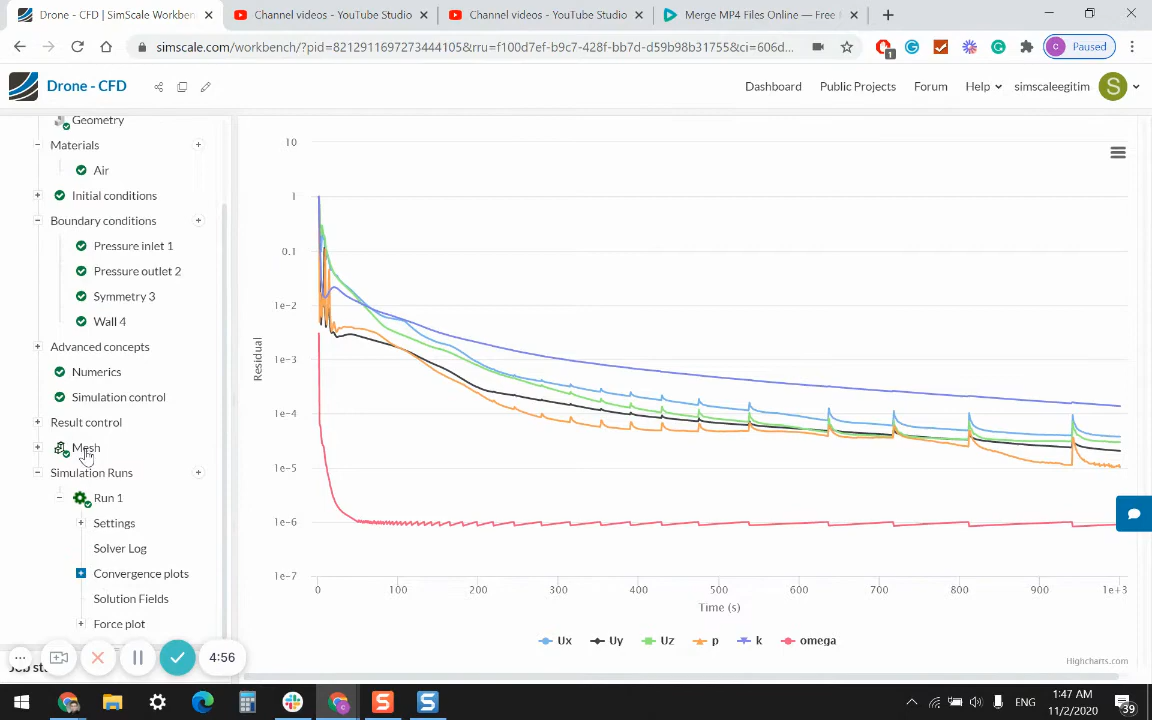 Drone - CFD | SimScale Workben
Channel videos - YouTube Studio
Channel videos - YouTube Studio
Merge MP4 Files Online — Free
simscale.com/workbench/?pid=8212911697273444105&rru=f100d7ef-b9c7-428f-bb7d-d59b98b31755&ci=606d...
1
C
Paused
Drone - CFD
Dashboard
Public Projects
Forum
Help
simscaleegitim
S
Geometry
Materials
Air
Initial conditions
Boundary conditions
Pressure inlet 1
Pressure outlet 2
Symmetry 3
Wall 4
Advanced concepts
Numerics
Simulation control
Result control
Mesh
Simulation Runs
Run 1
Settings
Solver Log
Convergence plots
Solution Fields
Force plot
4:56
10
1
0.1
1e-2
1e-3
1e-4
1e-5
1e-6
1e-7
Residual
0 100 200 300 400 500 600 700 800 900 1e+3
Time (s)
Ux Uy Uz p k omega
Highcharts.com
ENG
1:47 AM
11/2/2020
39